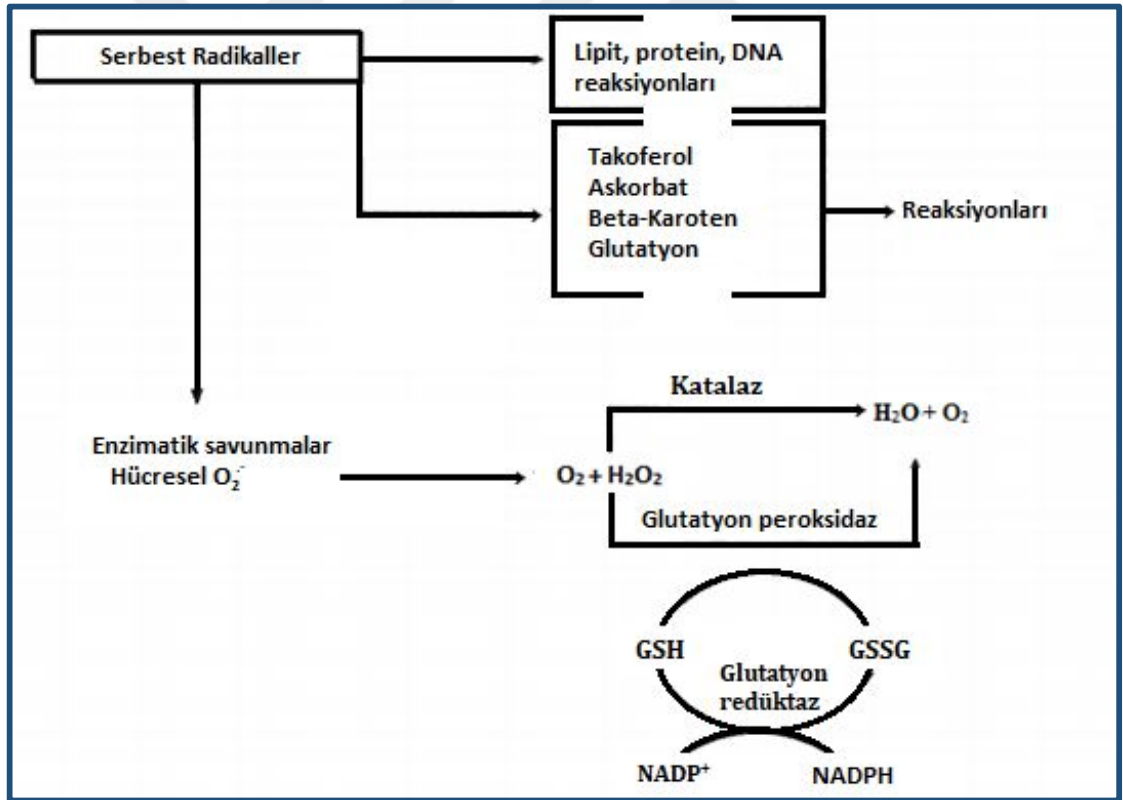 Serbest Radikaller
Lipit, protein, DNA
reaksiyonları
Takoferol
Askorbat
Beta-Karoten
Glutatyon
Reaksiyonları
Katalaz
H₂O + O₂
Enzimatik savunmalar
Hücresel O₂⁻
O₂ + H₂O₂
Glutatyon peroksidaz
GSH
GSSG
Glutatyon
redüktaz
NADP⁺
NADPH